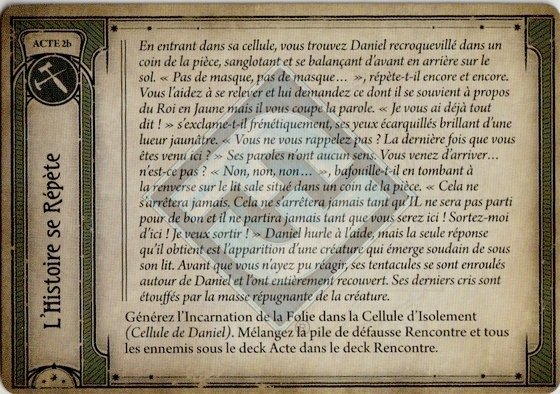 ACTE 2b
L'Histoire se Répète
En entrant dans sa cellule, vous trouvez Daniel recroquevillé dans un
coin de la pièce, sanglotant et se balançant d'avant en arrière sur le
sol. « Pas de masque, pas de masque… », répète-t-il encore et encore.
Vous l'aidez à se relever et lui demandez ce dont il se souvient à propos
du Roi en Jaune mais il vous coupe la parole. « Je vous ai déjà tout
dit ! » s'exclame-t-il frénétiquement, ses yeux écarquillés brillant d'une
lueur jaunâtre. « Vous ne vous rappelez pas ? La dernière fois que vous
êtes venu ici ? » Ses paroles n'ont aucun sens. Vous venez d'arriver…
n'est-ce pas ? « Non, non, non… », bafouille-t-il en tombant à
la renverse sur le lit sale situé dans un coin de la pièce. « Cela ne
s'arrêtera jamais. Cela ne s'arrêtera jamais tant qu'IL ne sera pas parti
pour de bon et il ne partira jamais tant que vous serez ici ! Sortez-moi
d'ici ! Je veux sortir ! » Daniel hurle à l'aide, mais la seule réponse
qu'il obtient est l'apparition d'une créature qui émerge soudain de sous
son lit. Avant que vous n'ayez pu réagir, ses tentacules se sont enroulés
autour de Daniel et l'ont entièrement recouvert. Ses derniers cris sont
étouffés par la masse répugnante de la créature.
Générez l'Incarnation de la Folie dans la Cellule d'Isolement
(Cellule de Daniel). Mélangez la pile de défausse Rencontre et tous
les ennemis sous le deck Acte dans le deck Rencontre.